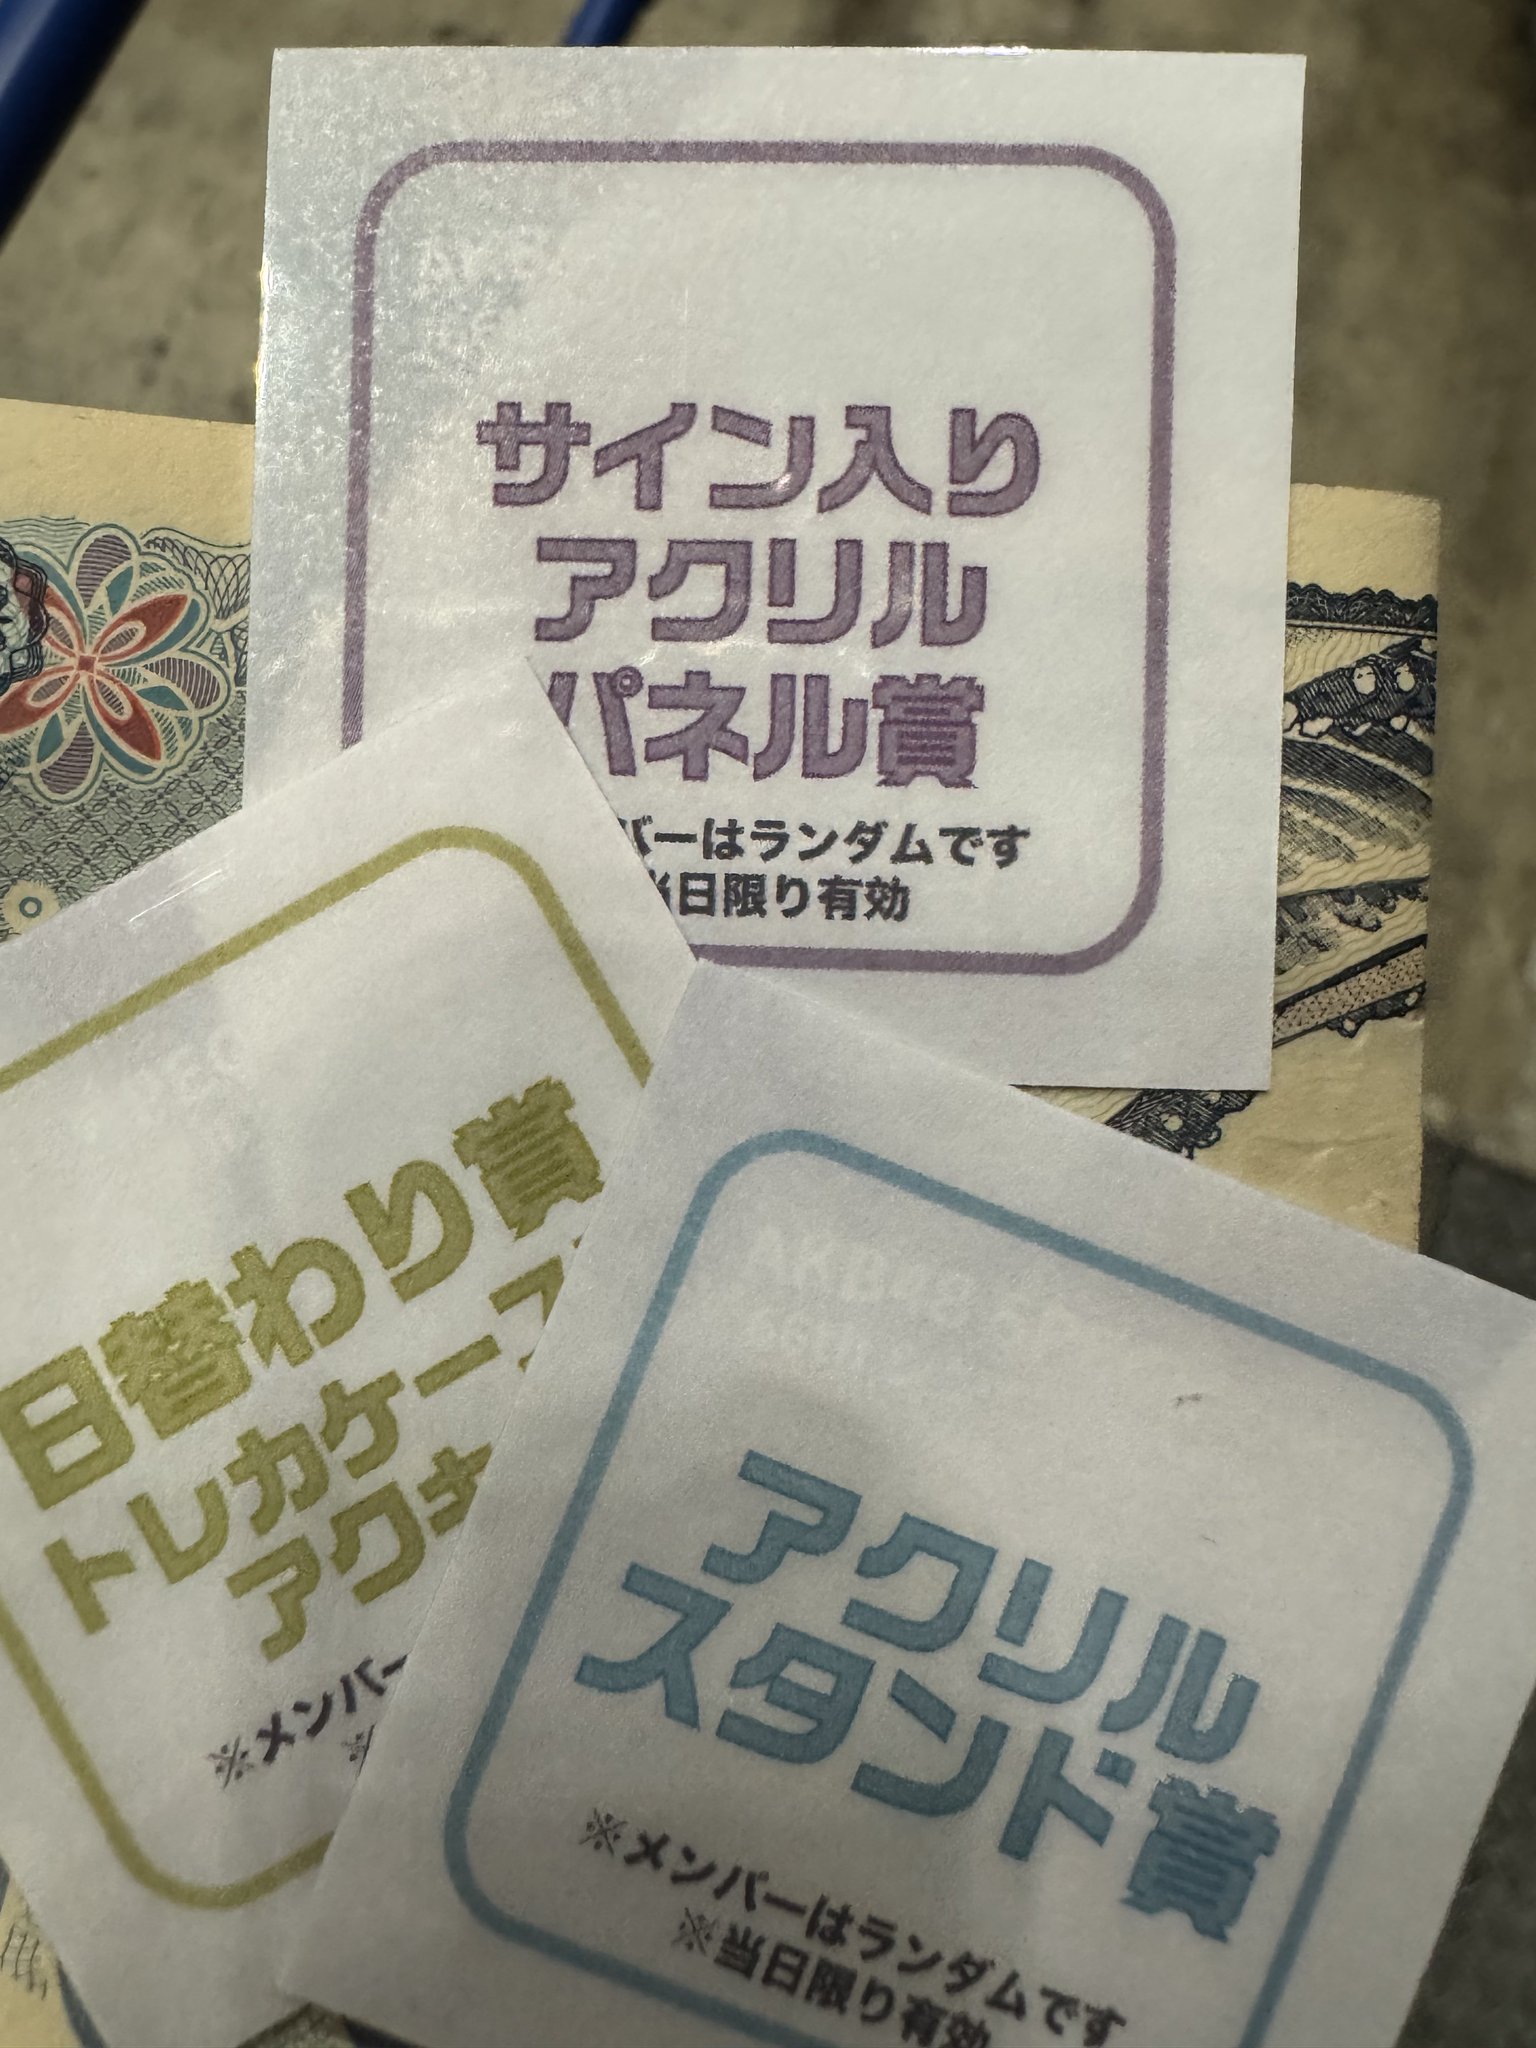 サイン入り
アクリル
パネル賞
バーはランダムです
当日限り有効
日替わり賞
トレカケース
アクキ
※メンバー
※
AKB48
アクリル
スタンド賞
※メンバーはランダムです
※当日限り有効